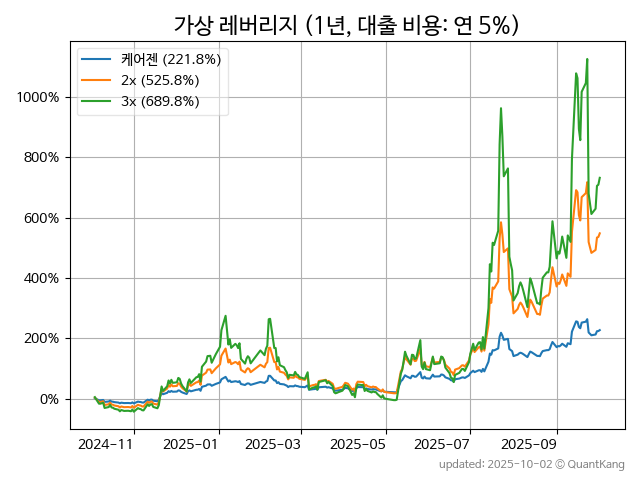 가상 레버리지 (1년, 대출 비용: 연 5%)
케어젠 (221.8%)
2x (525.8%)
3x (689.8%)
1000%
800%
600%
400%
200%
0%
2024-11 2025-01 2025-03 2025-05 2025-07 2025-09
updated: 2025-10-02 © QuantKang